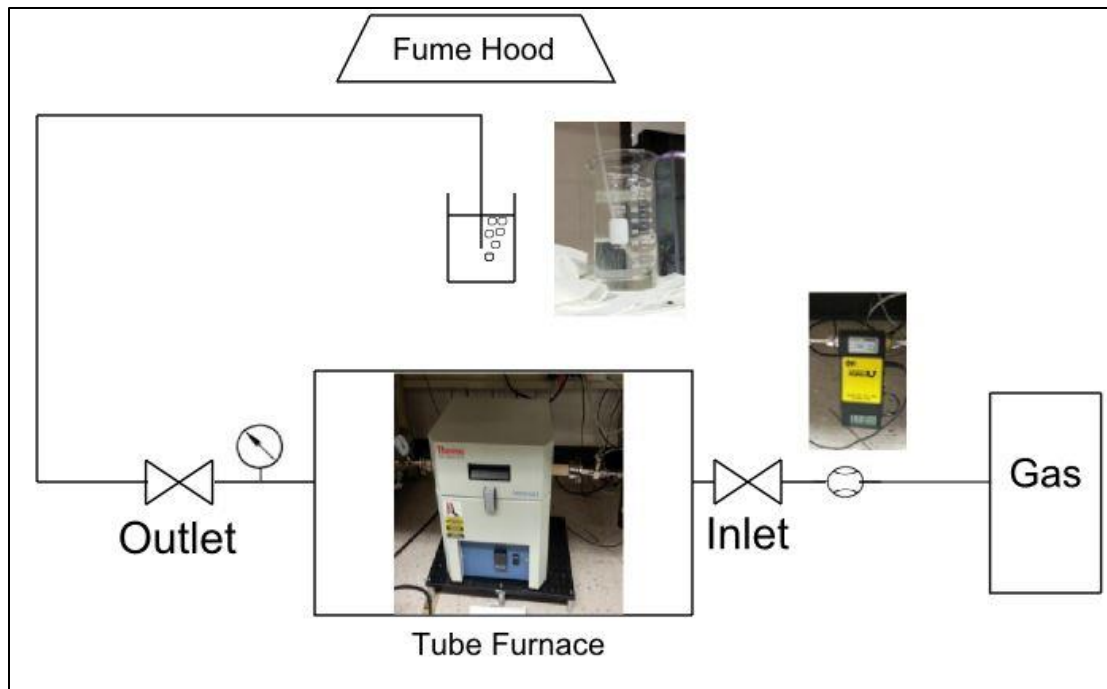 Fume Hood
Gas
Outlet
Inlet
Thermo
Tube Furnace